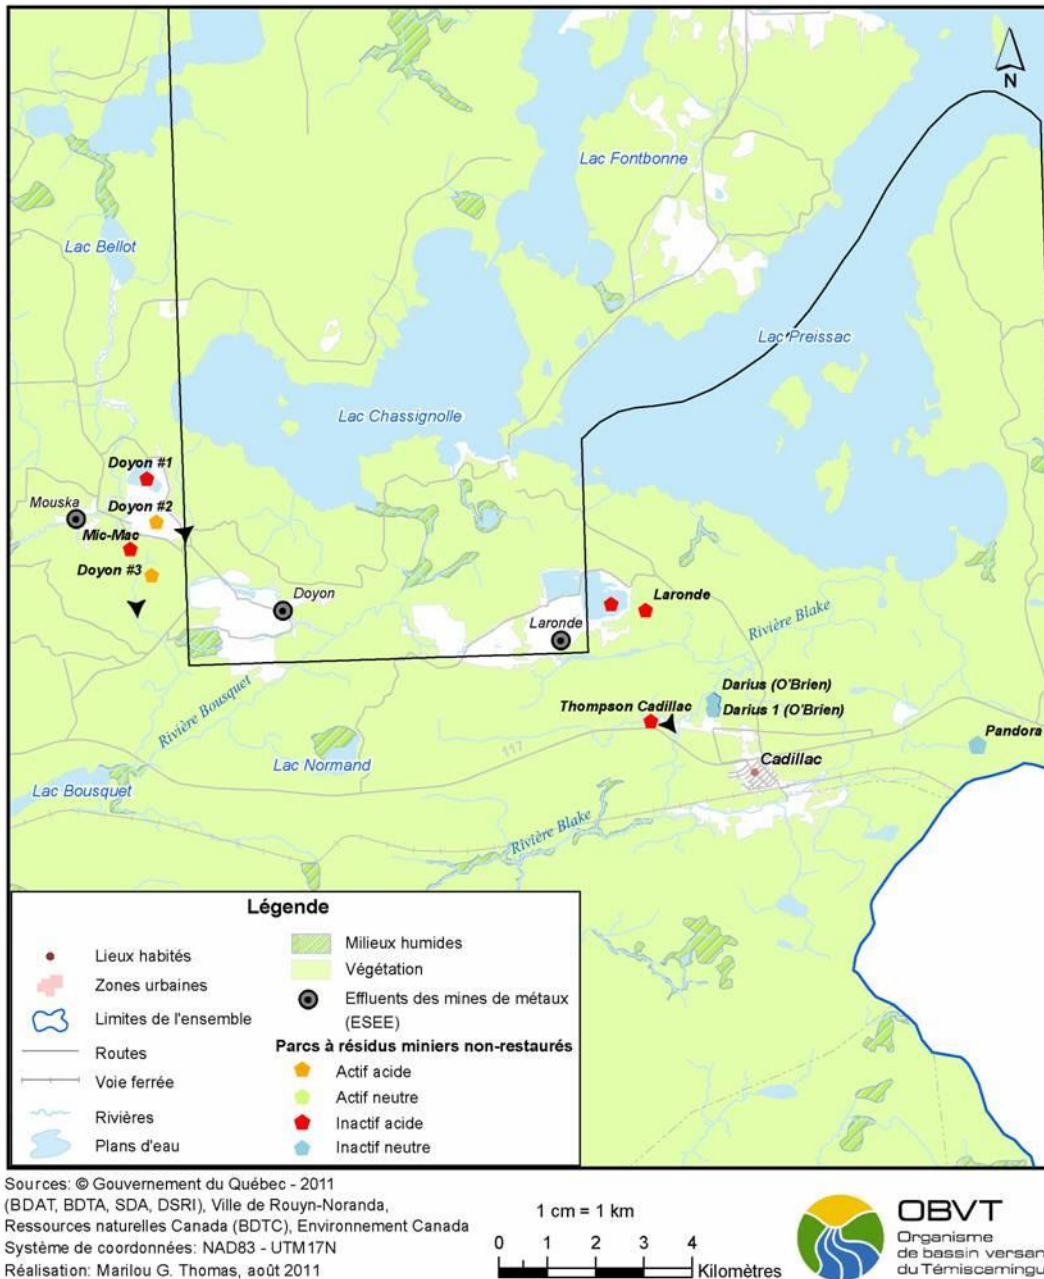 N
Lac Fontbonne
Lac Bellot
Lac Preissac
Lac Chassignolle
Doyon #1
Mouska
Doyon #2
Mic-Mac
Doyon #3
Doyon
Laronde
Laronde
Rivière Blake
Rivière Bousquet
Darius (O'Brien)
Thompson Cadillac
Darius 1 (O'Brien)
Pandora
117
Cadillac
Lac Normand
Lac Bousquet
Rivière Blake
Légende
Lieux habités
Zones urbaines
Limites de l'ensemble
Routes
Voie ferrée
Rivières
Plans d'eau
Milieux humides
Végétation
Effluents des mines de métaux
(ESEE)
Parcs à résidus miniers non-restaurés
Actif acide
Actif neutre
Inactif acide
Inactif neutre
Sources: © Gouvernement du Québec - 2011
(BDAT, BDTA, SDA, DSRI), Ville de Rouyn-Noranda,
Ressources naturelles Canada (BDTC), Environnement Canada
Système de coordonnées: NAD83 - UTM17N
Réalisation: Marilou G. Thomas, août 2011
1 cm = 1 km
0 1 2 3 4
Kilomètres
OBVT
Organisme
de bassin versan
du Témiscamingu